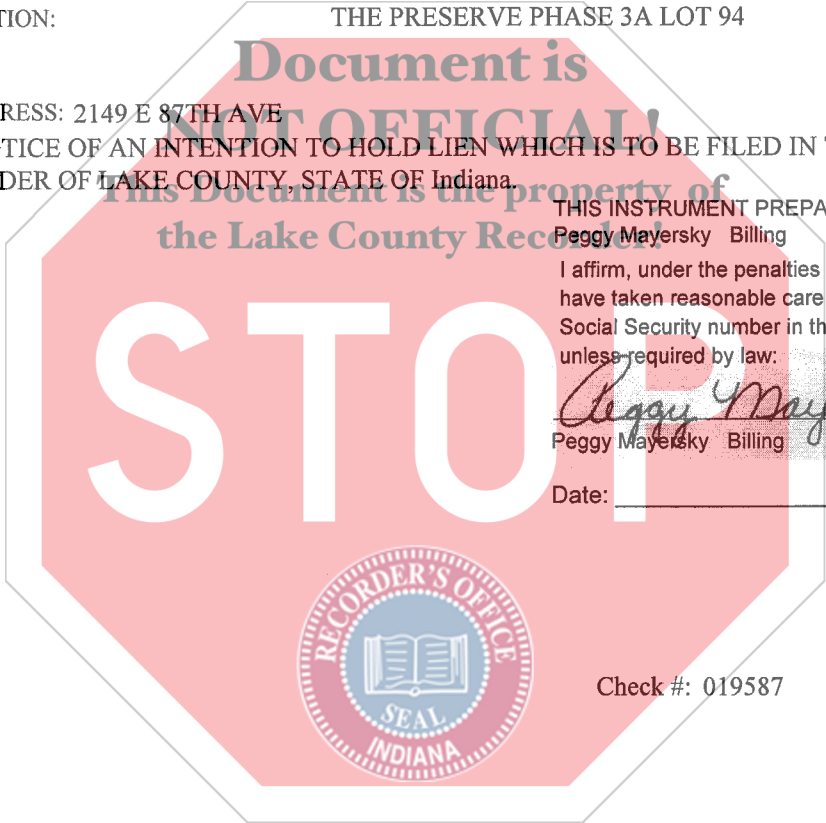 TION: THE PRESERVE PHASE 3A LOT 94
Document is
RESS: 2149 E 87TH AVE
NOT OFFICIAL!
TICE OF AN INTENTION TO HOLD LIEN WHICH IS TO BE FILED IN
DER OF LAKE COUNTY, STATE OF Indiana.
This Document is the property of
the Lake County Recorder!
THIS INSTRUMENT PREPA
Peggy Mayersky Billing
I affirm, under the penalties
have taken reasonable care
Social Security number in th
unless required by law:
Peggy May
Peggy Mayersky Billing
Date:
STOP
RECORDER'S OFFICE
SEAL
INDIANA
Check #: 019587